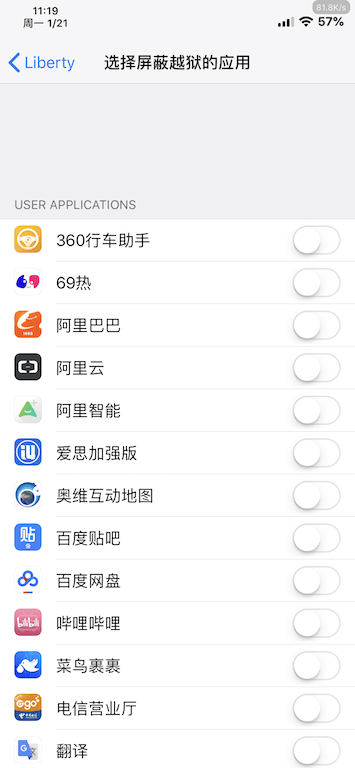 81.8K/s
11:19
周一 1/21
57%
Liberty
选择屏蔽越狱的应用
USER APPLICATIONS
360行车助手
69热
阿里巴巴
1688
阿里云
阿里智能
iU
爱思加强版
奥维互动地图
贴
百度贴吧
百度网盘
bilibili
哔哩哔哩
菜鸟裹裹
电信营业厅
G
翻译